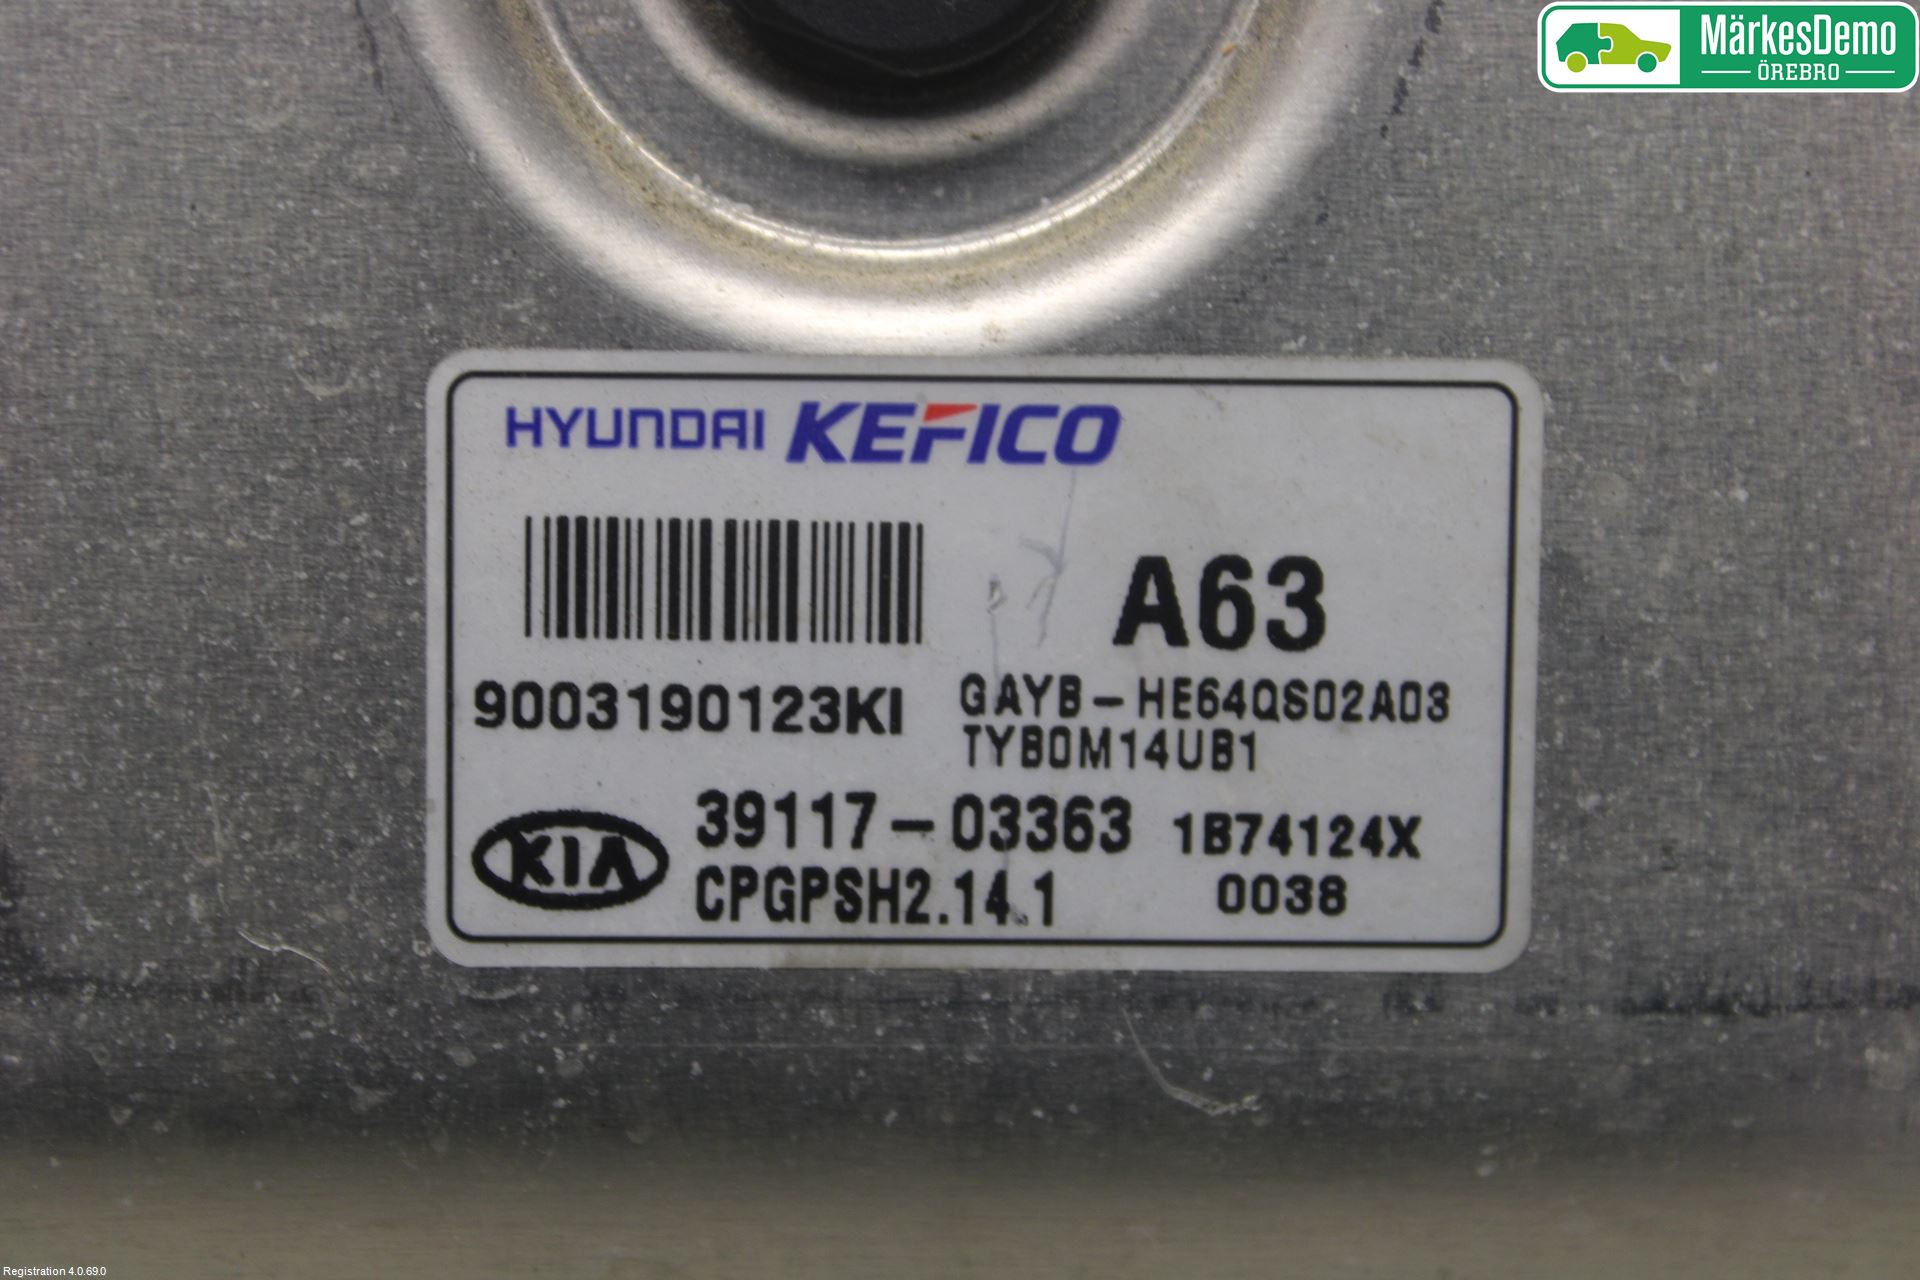 MärkesDemo
ÖREBRO
HYUNDAI KEFICO
A63
9003190123KI
GAYB-HE64QS02A03
TYB0M14UB1
KIA
39117-03363
1B74124X
CPGPSH2.14.1
0038
Registration 4.0.69.0